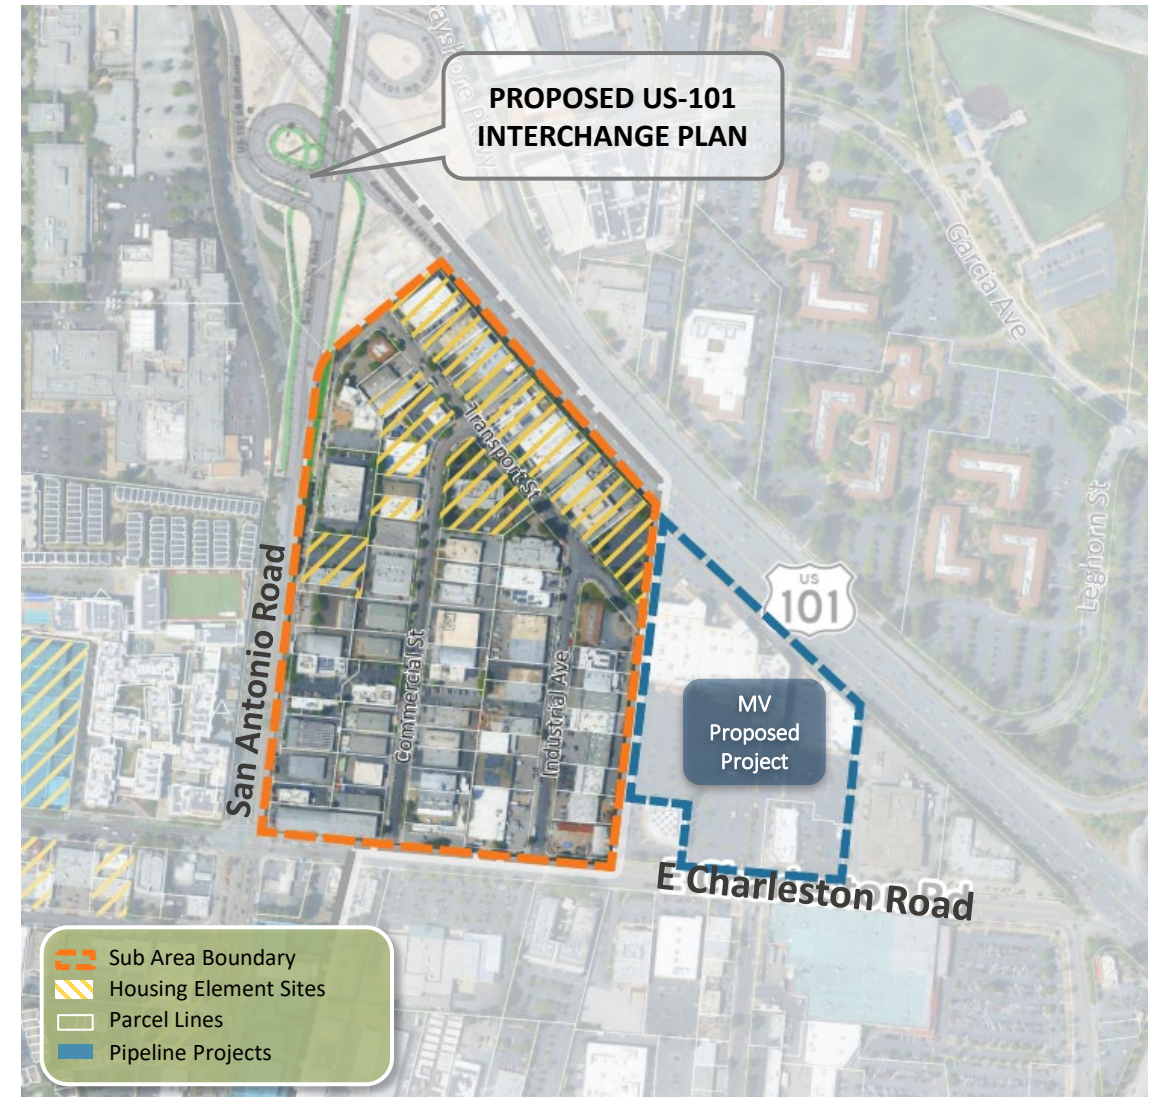 PROPOSED US-101
INTERCHANGE PLAN
Garcia Ave
Transport St
Leghorn St
US
101
San Antonio Road
Commercial St
Industrial Ave
MV
Proposed
Project
E Charleston Road
Sub Area Boundary
Housing Element Sites
Parcel Lines
Pipeline Projects